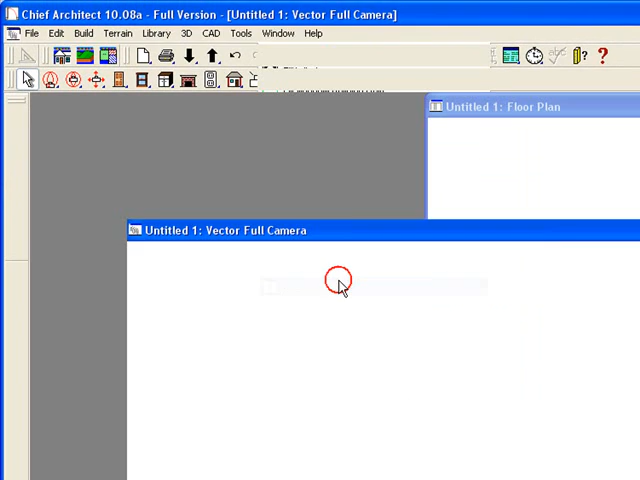 Chief Architect 10.08a - Full Version - [Untitled 1: Vector Full Camera]
File Edit Build Terrain Library 3D CAD Tools Window Help
Untitled 1: Floor Plan
Untitled 1: Vector Full Camera